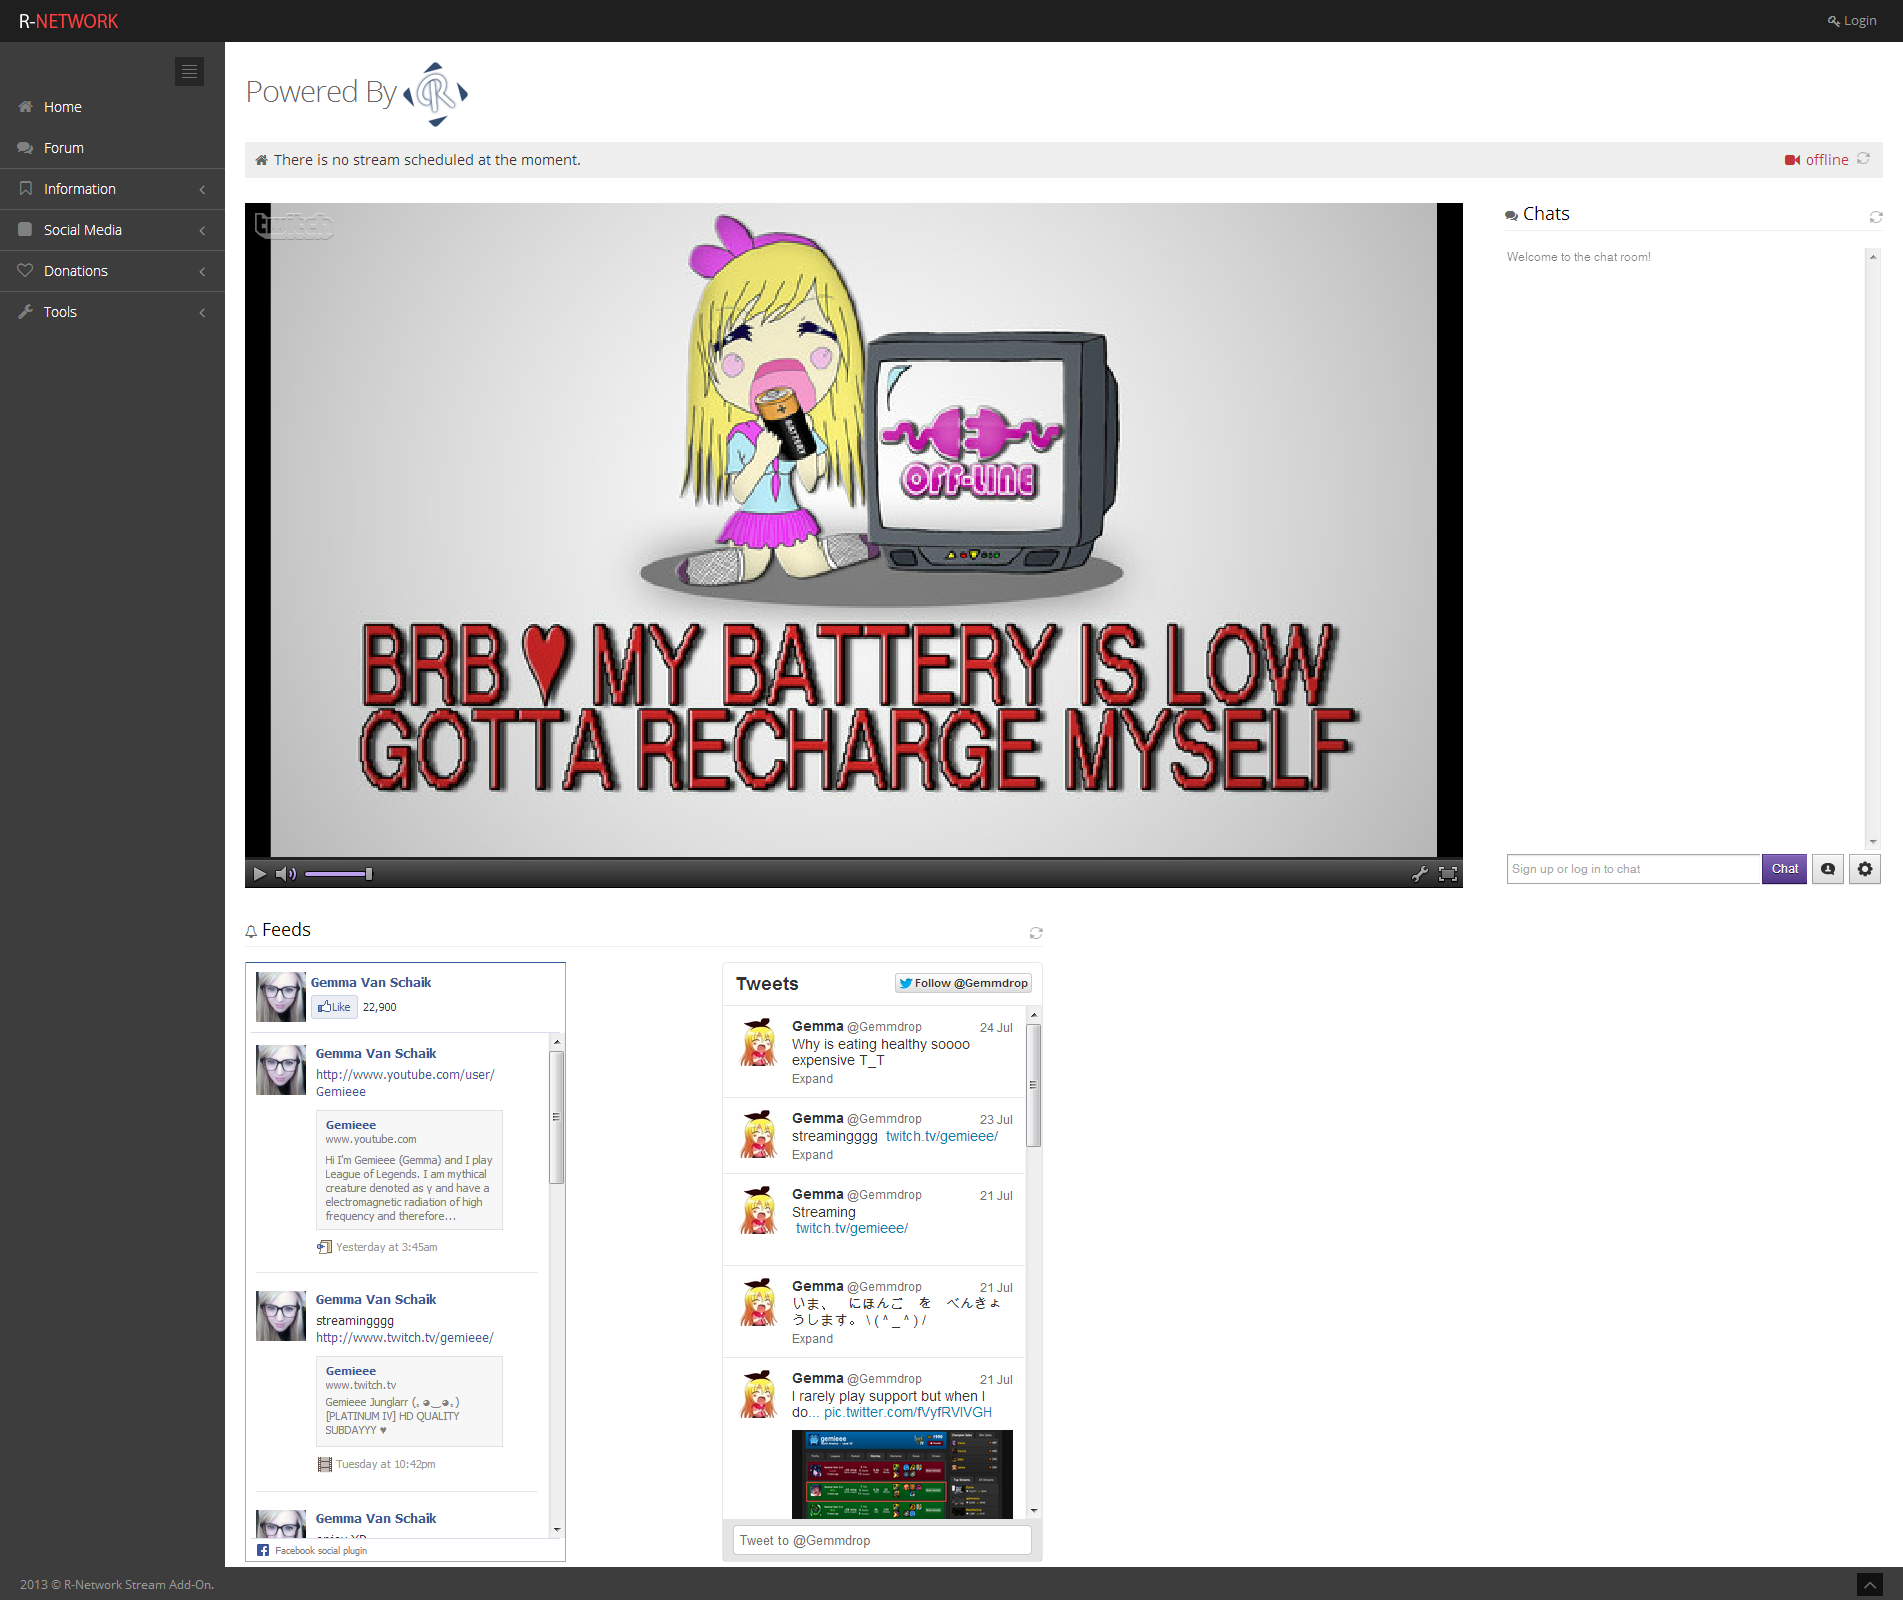 R-NETWORK
Login
Home
Forum
Information
Social Media
Donations
Tools
Powered By
There is no stream scheduled at the moment.
offline
twitch
BATTERY
OFF-LINE
BRB ♥ MY BATTERY IS LOW
GOTTA RECHARGE MYSELF
Chats
Welcome to the chat room!
Sign up or log in to chat
Chat
Feeds
Gemma Van Schaik
Like 22,900
Gemma Van Schaik
http://www.youtube.com/user/
Gemieee
Gemieee
www.youtube.com
Hi I'm Gemieee (Gemma) and I play
League of Legends. I am mythical
creature denoted as γ and have a
electromagnetic radiation of high
frequency and therefore...
Yesterday at 3:45am
Gemma Van Schaik
streamingggg
http://www.twitch.tv/gemieee/
Gemieee
www.twitch.tv
Gemieee Junglarr (｡◕‿◕｡)
[PLATINUM IV] HD QUALITY
SUBDAYYY ♥
Tuesday at 10:42pm
Gemma Van Schaik
Facebook social plugin
Tweets
Follow @Gemmdrop
Gemma @Gemmdrop 24 Jul
Why is eating healthy soooo
expensive T_T
Expand
Gemma @Gemmdrop 23 Jul
streamingggg twitch.tv/gemieee/
Expand
Gemma @Gemmdrop 21 Jul
Streaming
twitch.tv/gemieee/
Gemma @Gemmdrop 21 Jul
いま、　にほんご　を　べんきょ
うします。 \ ( ^ _ ^ ) /
Expand
Gemma @Gemmdrop 21 Jul
I rarely play support but when I
do... pic.twitter.com/fVyfRVlVGH
gemieee
Tweet to @Gemmdrop
2013 © R-Network Stream Add-On.